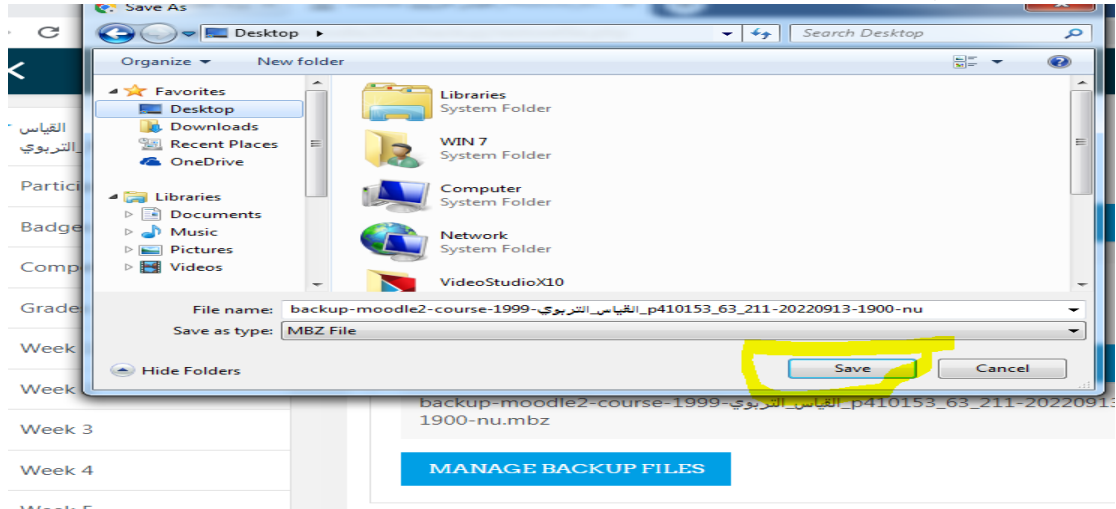 Save As
Desktop
Search Desktop
Organize
New folder
Favorites
Desktop
Downloads
Recent Places
OneDrive
Libraries
Documents
Music
Pictures
Videos
Libraries
System Folder
WIN 7
System Folder
Computer
System Folder
Network
System Folder
VideoStudioX10
File name: backup-moodle2-course-1999-القياس_التربوي_p410153_63_211-20220913-1900-nu
Save as type: MBZ File
Hide Folders
Save
Cancel
القياس
التربوي_
Partici
Badge
Comp
Grade
Week
Week
Week 3
Week 4
backup-moodle2-course-1999-القياس_التربوي_p410153_63_211-20220913
1900-nu.mbz
MANAGE BACKUP FILES